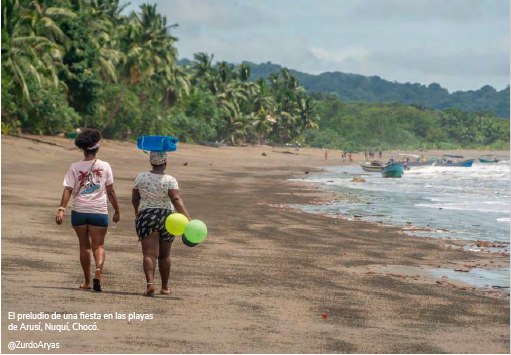 El preludio de una fiesta en las playas
de Arusí, Nuquí, Chocó.
@ZurdoAryas